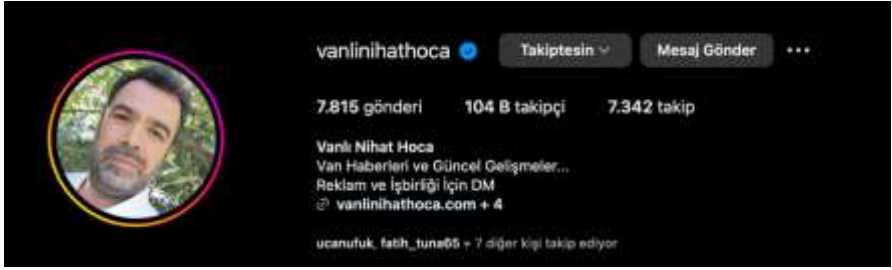 vanlinihathoca Takiptesin Mesaj Gönder
7.815 gönderi 104 B takipçi 7.342 takip
Vanlı Nihat Hoca
Van Haberleri ve Güncel Gelişmeler...
Reklam ve İşbirliği İçin DM
vanlinihathoca.com + 4
ucanufuk, fatih_tuna65 + 7 diğer kişi takip ediyor